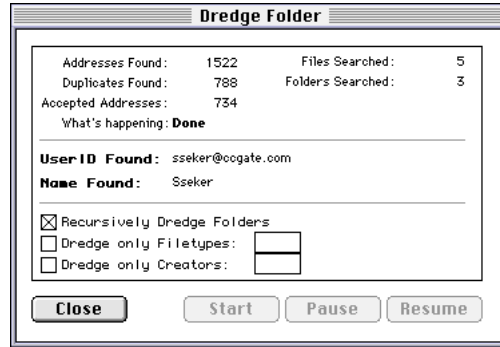 Dredge Folder
Addresses Found: 1522 Files Searched: 5
Duplicates Found: 788 Folders Searched: 3
Accepted Addresses: 734
What's happening: Done
UserID Found: sseker@ccgate.com
Name Found: Sseker
Recursively Dredge Folders
Dredge only Filetypes:
Dredge only Creators:
Close Start Pause Resume